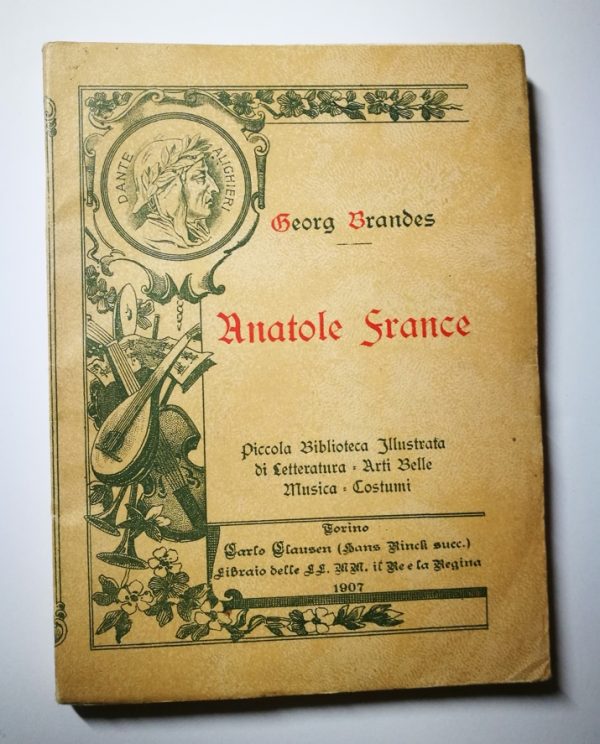 DANTE ALIGHIERI
Georg Brandes
Anatole France
Piccola Biblioteca Illustrata
di Letteratura = Arti Belle
Musica = Costumi
Torino
Carlo Clausen (Hans Rinck succ.)
Libraio delle LL. MM. il Re e la Regina
1907